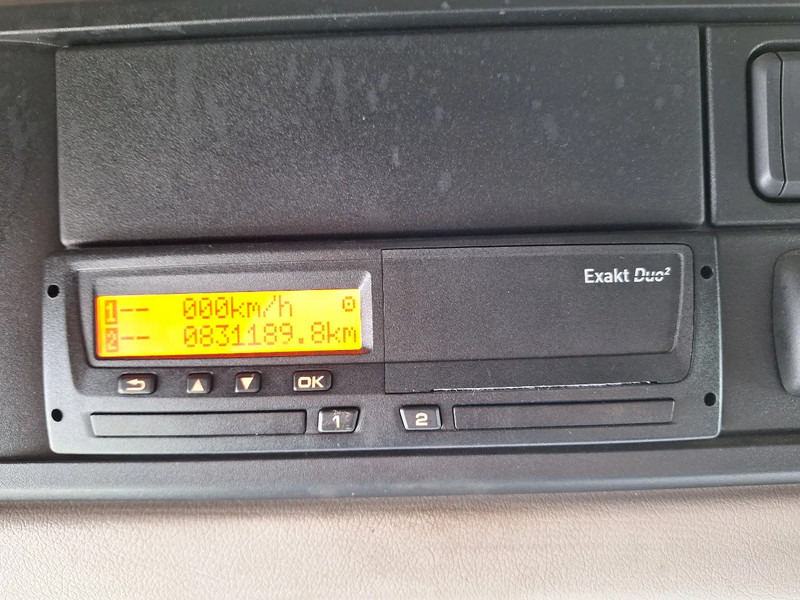 Exakt Duo²
1-- 000km/h
2-- 0831189.8km
OK
1 2